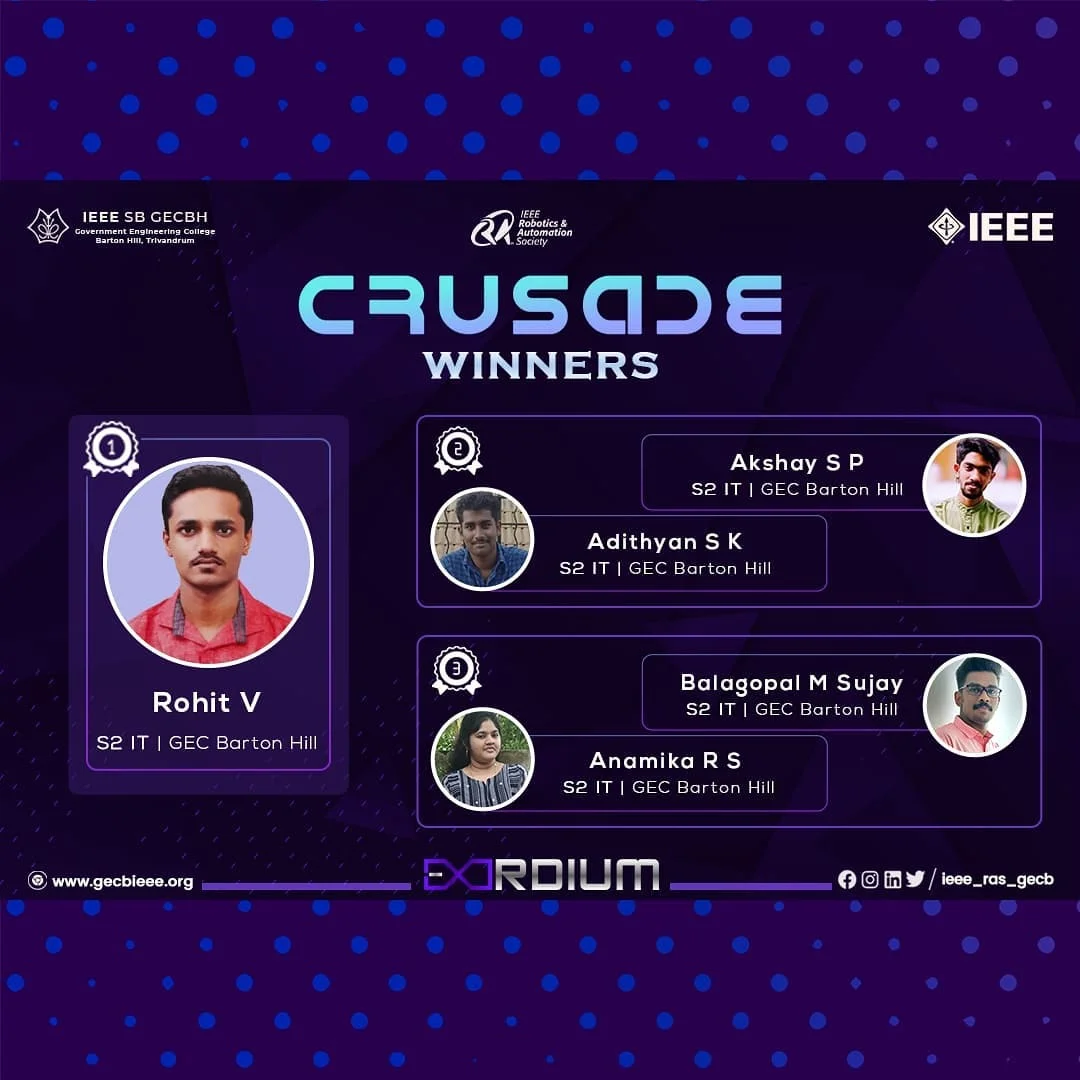 IEEE SB GECBH
Government Engineering College
Barton Hill, Trivandrum
IEEE
Robotics &
Automation
Society
IEEE
CRUSADE
WINNERS
1
Rohit V
S2 IT | GEC Barton Hill
2
Akshay S P
S2 IT | GEC Barton Hill
Adithyan S K
S2 IT | GEC Barton Hill
3
Balagopal M Sujay
S2 IT | GEC Barton Hill
Anamika R S
S2 IT | GEC Barton Hill
www.gecbieee.org
EXORDIUM
/ ieee_ras_gecb